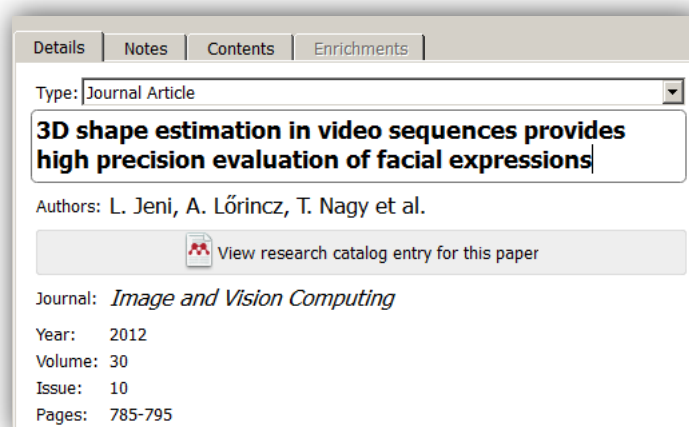 Details Notes Contents Enrichments
Type: Journal Article
3D shape estimation in video sequences provides
high precision evaluation of facial expressions
Authors: L. Jeni, A. Lőrincz, T. Nagy et al.
View research catalog entry for this paper
Journal: Image and Vision Computing
Year: 2012
Volume: 30
Issue: 10
Pages: 785-795